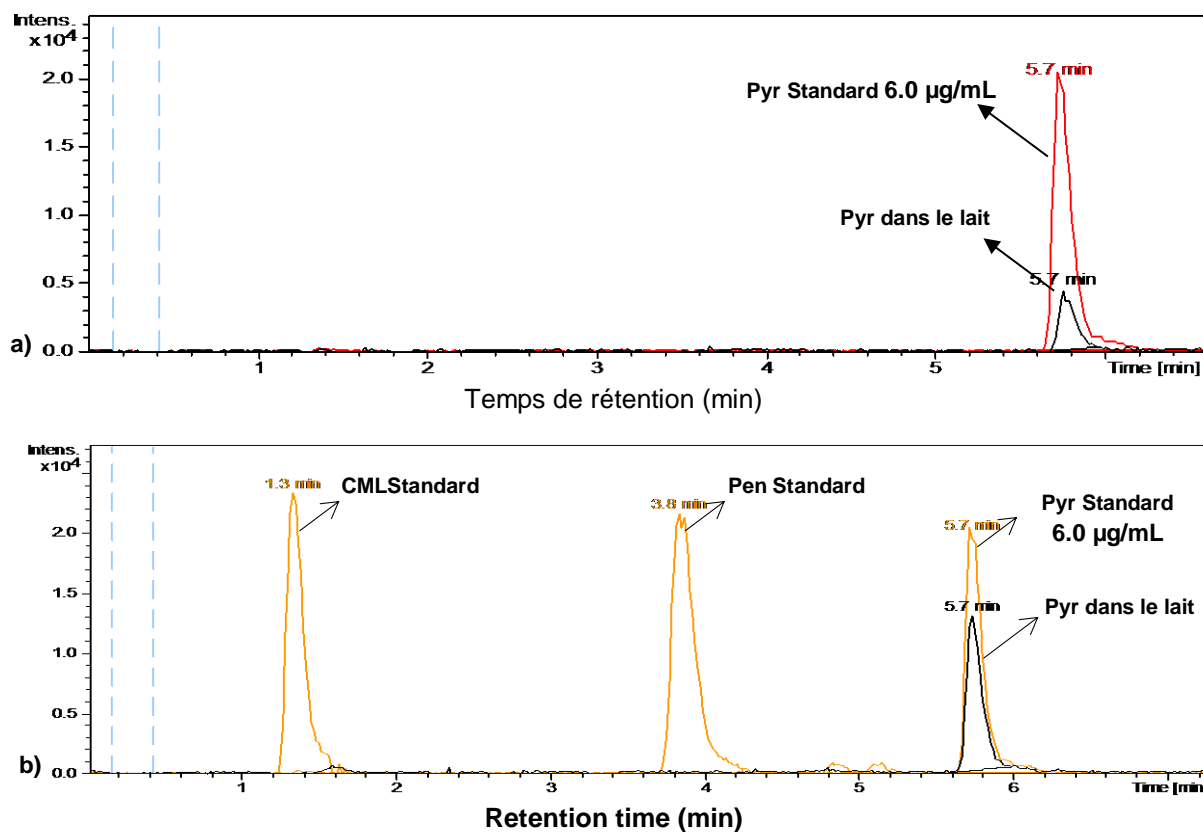 Intens.
x10⁴
5.7 min
2.0
Pyr Standard 6.0 µg/mL
1.5
1.0
Pyr dans le lait
0.5
5.7 min
a)
0.0
1 2 3 4 5 Time [min]
Temps de rétention (min)
Intens.
x10⁴
1.3 min
CMLStandard
3.8 min
Pen Standard
5.7 min
Pyr Standard
6.0 µg/mL
2.0
1.5
5.7 min
Pyr dans le lait
1.0
0.5
b)
0.0
1 2 3 4 5 6 Time [min
Retention time (min)